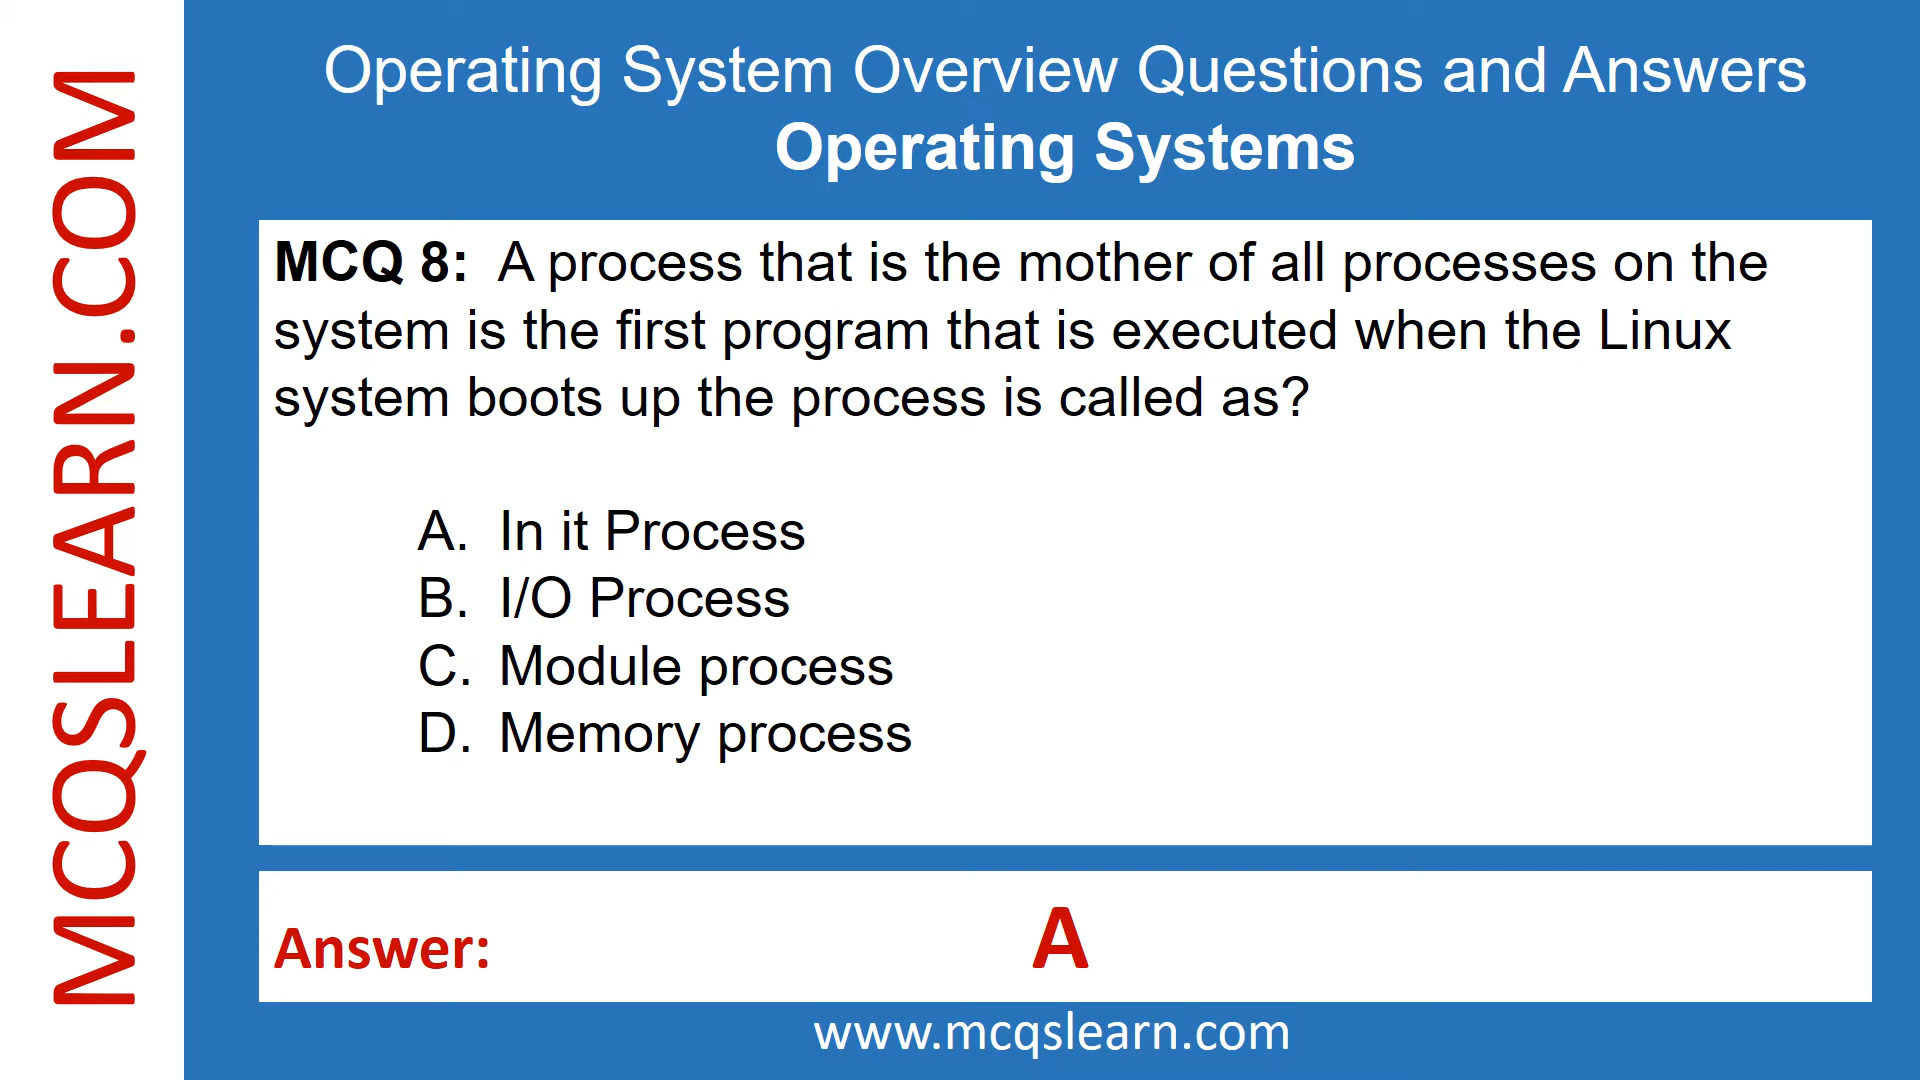 MCQSLEARN.COM
Operating System Overview Questions and Answers
Operating Systems
MCQ 8: A process that is the mother of all processes on the
system is the first program that is executed when the Linux
system boots up the process is called as?
A. In it Process
B. I/O Process
C. Module process
D. Memory process
Answer: A
www.mcqslearn.com